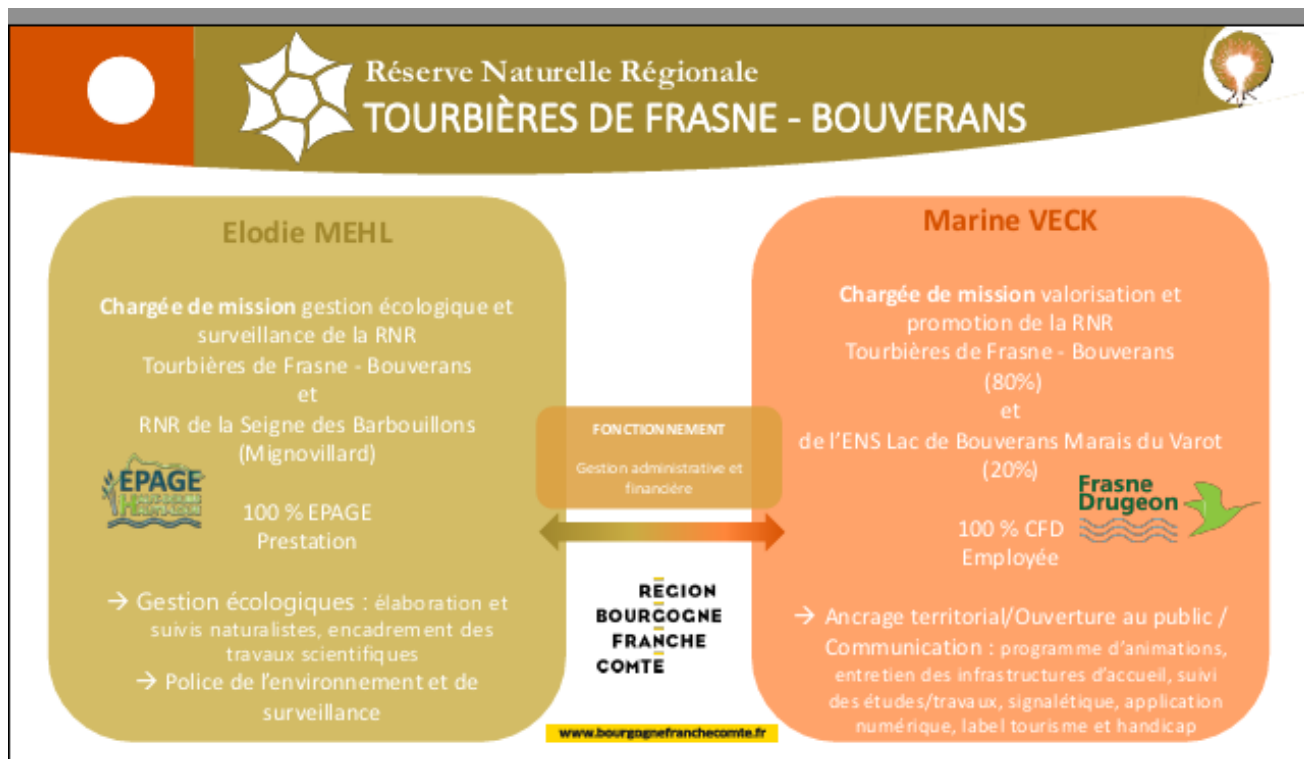 Réserve Naturelle Régionale
TOURBIÈRES DE FRASNE - BOUVERANS
Elodie MEHL
Chargée de mission gestion écologique et
surveillance de la RNR
Tourbières de Frasne - Bouverans
et
RNR de la Seigne des Barbouillons
(Mignovillard)
EPAGE
100 % EPAGE
Prestation
→ Gestion écologiques : élaboration et
suivis naturalistes, encadrement des
travaux scientifiques
→ Police de l'environnement et de
surveillance
FONCTIONNEMENT
Gestion administrative et
financière
RÉGION
BOURGOGNE
FRANCHE
COMTE
www.bourgognefranchecomte.fr
Marine VECK
Chargée de mission valorisation et
promotion de la RNR
Tourbières de Frasne - Bouverans
(80%)
et
de l'ENS Lac de Bouverans Marais du Varot
(20%)
Frasne
Drugeon
100 % CFD
Employée
→ Ancrage territorial/Ouverture au public /
Communication : programme d'animations,
entretien des infrastructures d'accueil, suivi
des études/travaux, signalétique, application
numérique, label tourisme et handicap